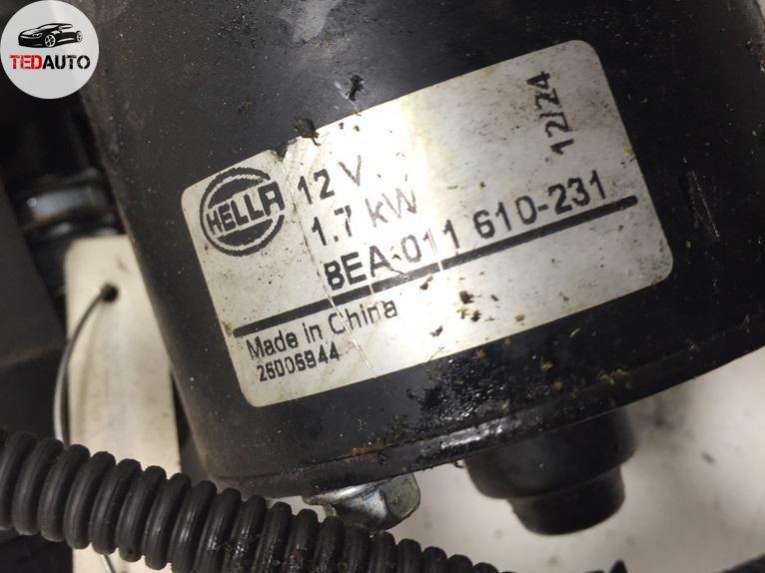 TEDAUTO
HELLA
12 V
1.7 kW
8EA 011 610-231
12/24
Made in China
26006844